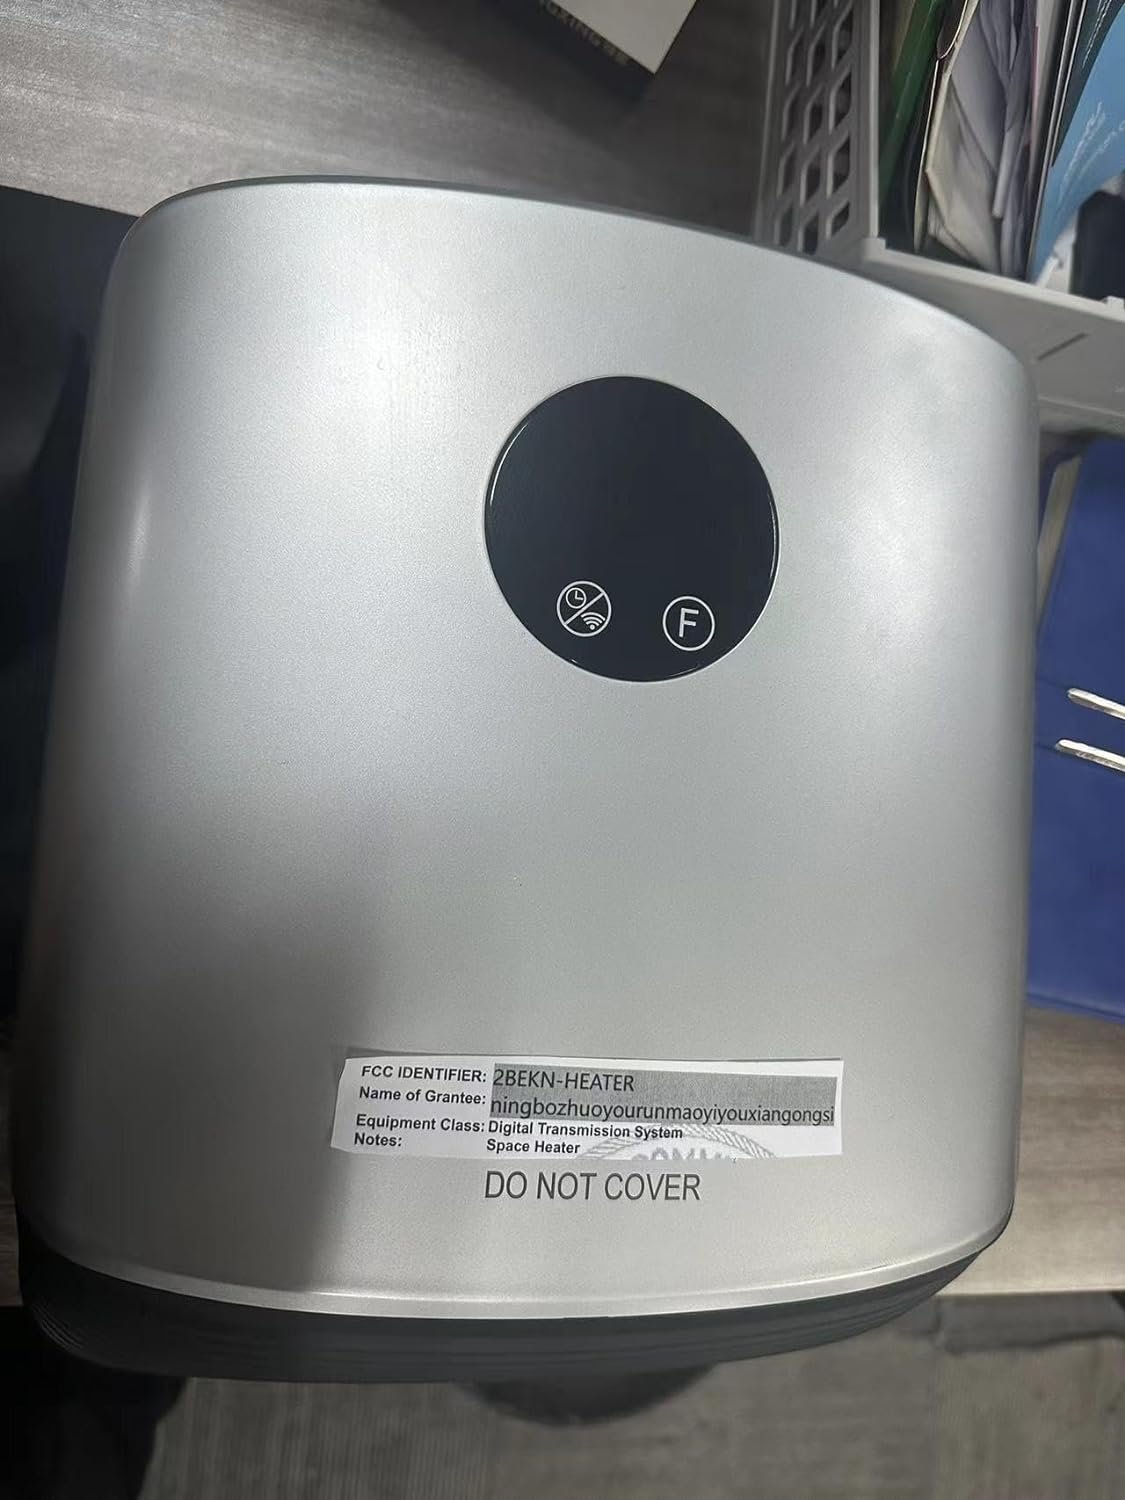 F
FCC IDENTIFIER: 2BEKN-HEATER
Name of Grantee: ningbozhuoyourunmaoyiyouxiangongsi
Equipment Class: Digital Transmission System
Notes: Space Heater
COMMU
DO NOT COVER